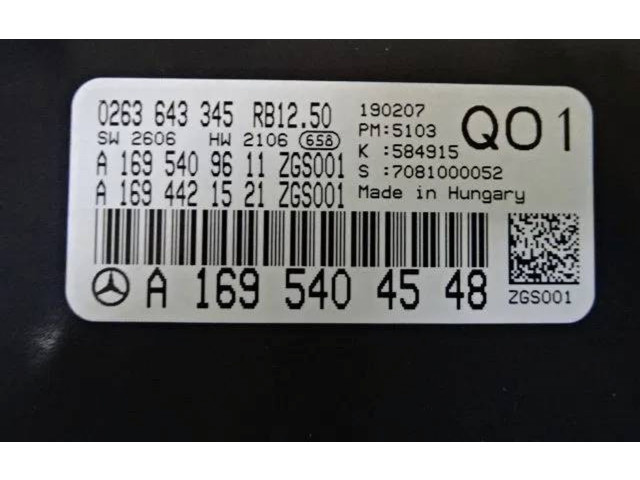 0263 643 345 RB12.50
SW 2606 HW 2106 658
A 169 540 96 11 ZGS001
A 169 442 15 21 ZGS001
190207
PM:5103
K :584915
S :7081000052
Made in Hungary
Q01
A 169 540 45 48
ZGS001